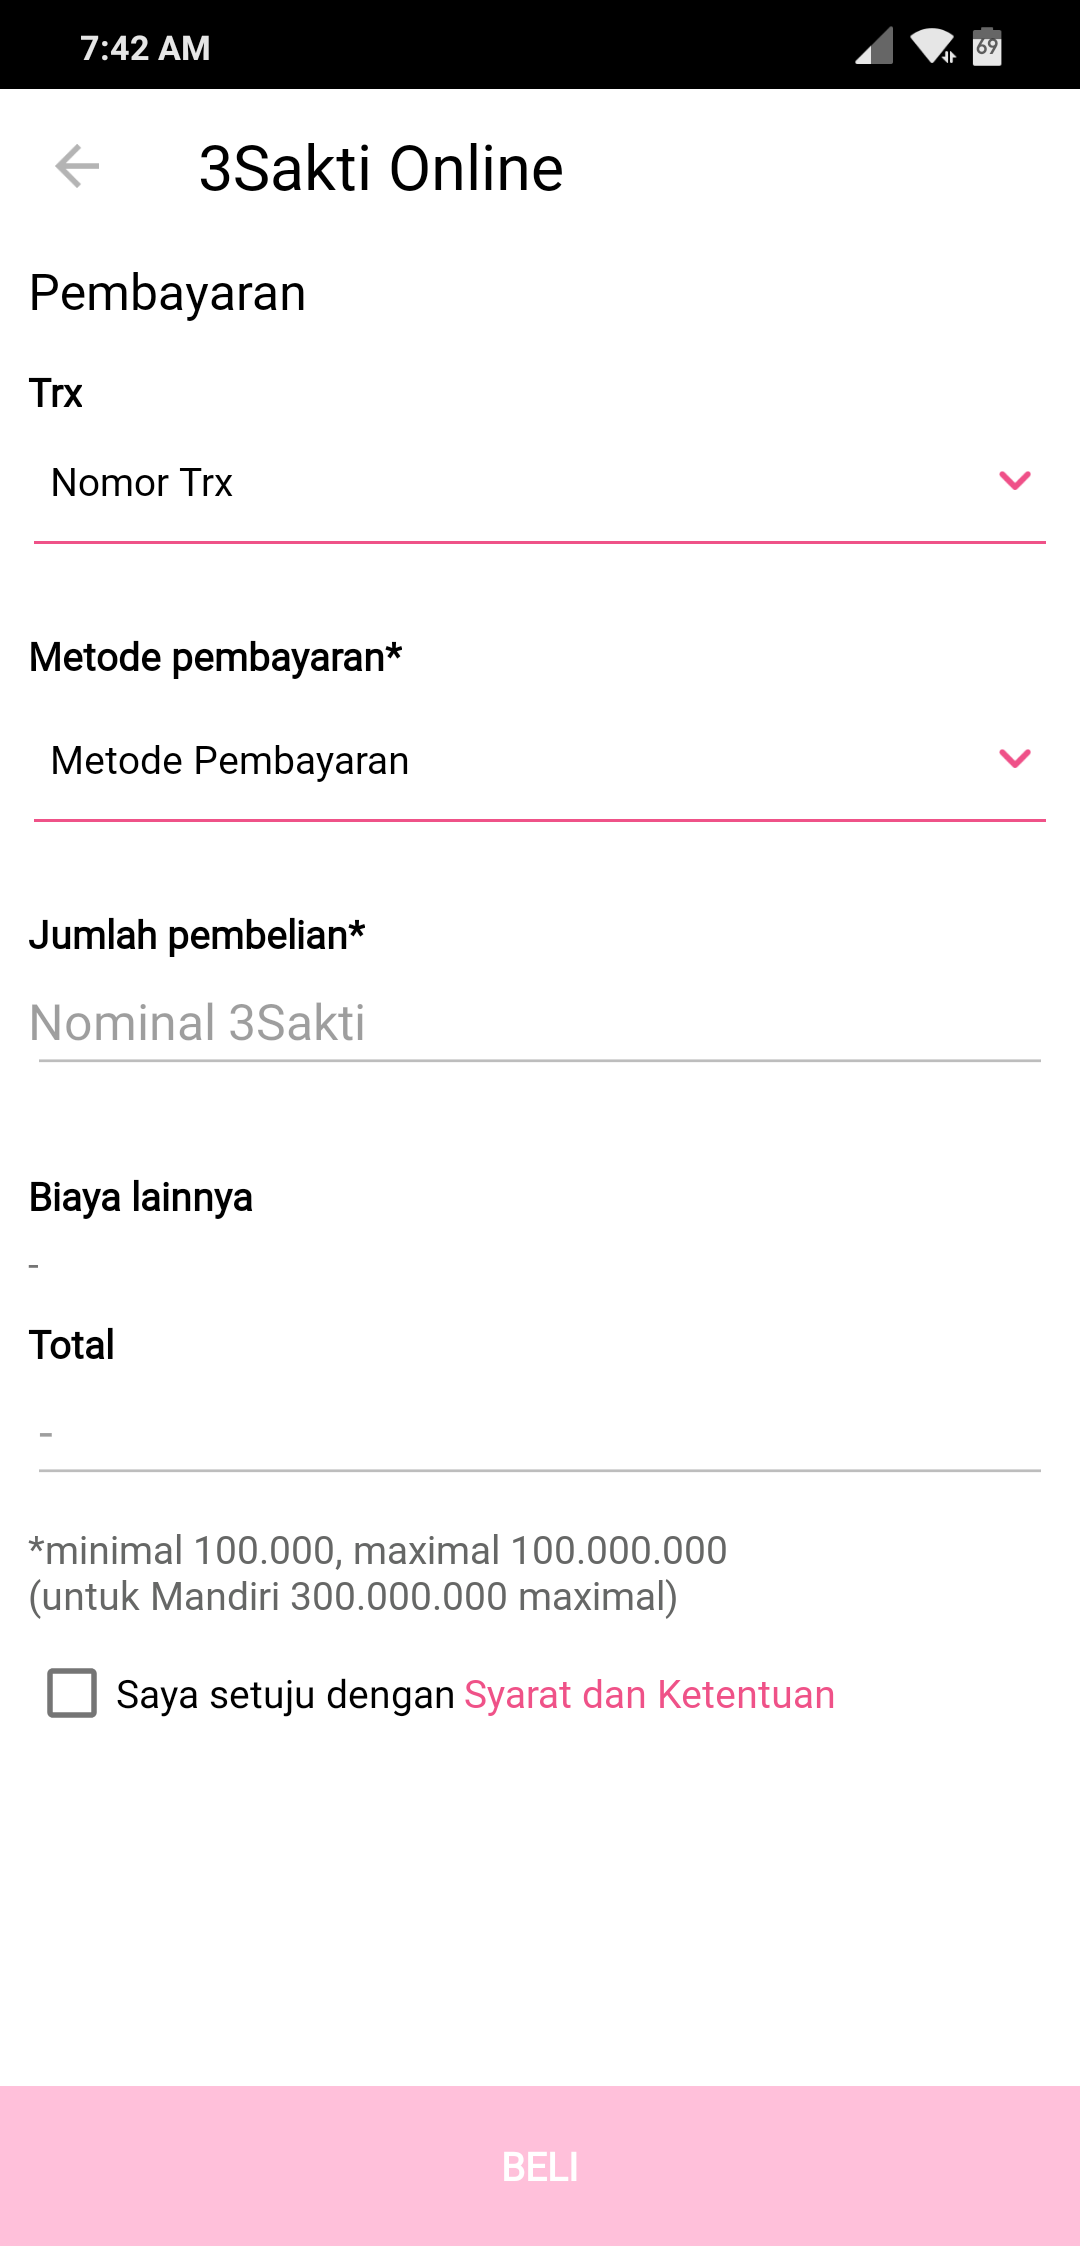 7:42 AM
69
3Sakti Online
Pembayaran
Trx
Nomor Trx
Metode pembayaran*
Metode Pembayaran
Jumlah pembelian*
Nominal 3Sakti
Biaya lainnya
-
Total
-
*minimal 100.000, maximal 100.000.000
(untuk Mandiri 300.000.000 maximal)
Saya setuju dengan Syarat dan Ketentuan
BELI